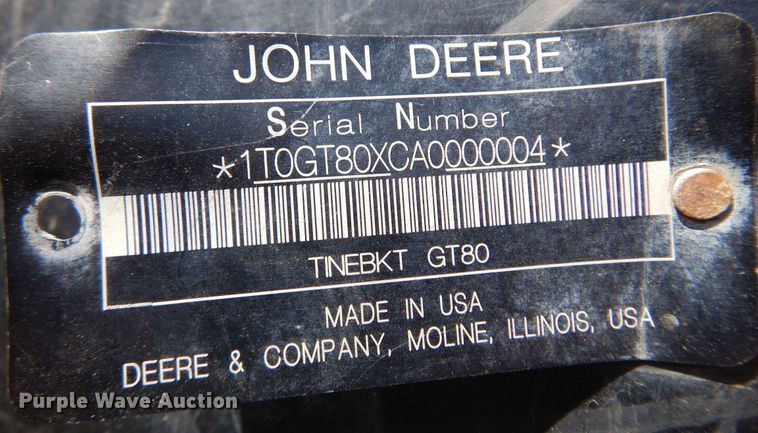 JOHN DEERE
Serial Number
*1T0GT80XCA0000004*
TINEBKT GT80
MADE IN USA
DEERE & COMPANY, MOLINE, ILLINOIS, USA
Purple Wave Auction